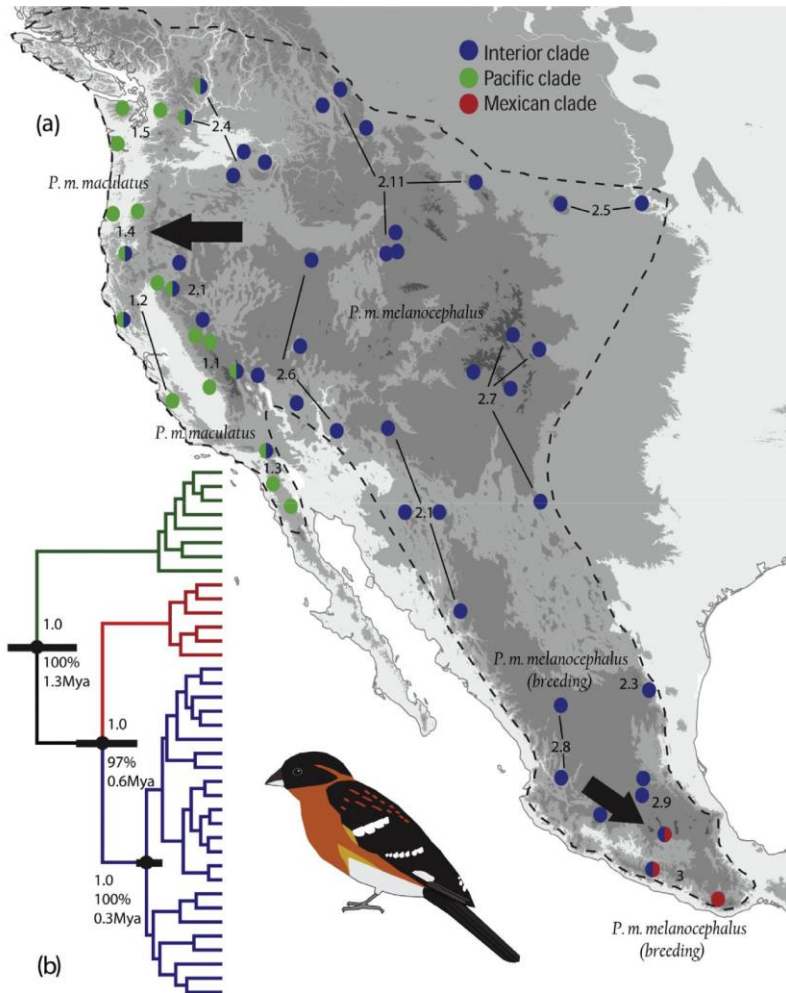 Interior clade
Pacific clade
Mexican clade
(a)
2.4
1.5
P. m. maculatus
2.11
2.5
1.4
2.1
1.2
P. m. melanocephalus
1.1
2.6
2.7
P. m. maculatus
1.3
2.1
1.0
100%
1.3Mya
P. m. melanocephalus
(breeding)
2.3
1.0
97%
0.6Mya
2.8
2.9
1.0
100%
0.3Mya
3
P. m. melanocephalus
(breeding)
(b)